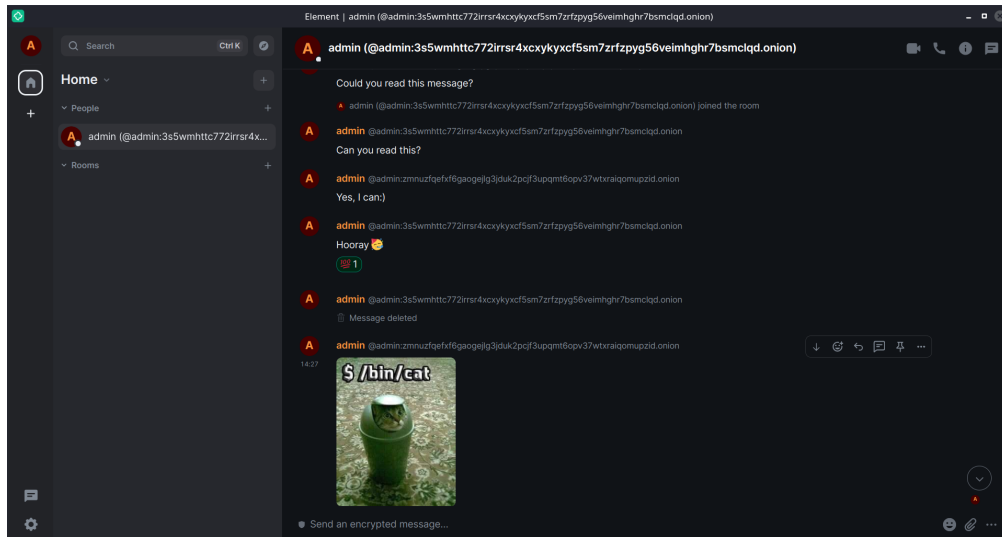 Element | admin (@admin:3s5wmhttc772irrsr4xcxykyxcf5sm7zrfzpyg56veimhghr7bsmclqd.onion)
A
Search
Ctrl K
Home
People
A
admin (@admin:3s5wmhttc772irrsr4x...
Rooms
A
admin (@admin:3s5wmhttc772irrsr4xcxykyxcf5sm7zrfzpyg56veimhghr7bsmclqd.onion)
Could you read this message?
A admin (@admin:3s5wmhttc772irrsr4xcxykyxcf5sm7zrfzpyg56veimhghr7bsmclqd.onion) joined the room
A admin @admin:3s5wmhttc772irrsr4xcxykyxcf5sm7zrfzpyg56veimhghr7bsmclqd.onion
Can you read this?
A admin @admin:zmnuzfqefxf6gaogejlg3jduk2pcjf3upqmt6opv37wtxraiqomupzid.onion
Yes, I can:)
A admin @admin:3s5wmhttc772irrsr4xcxykyxcf5sm7zrfzpyg56veimhghr7bsmclqd.onion
Hooray 🥳
💯 1
A admin @admin:3s5wmhttc772irrsr4xcxykyxcf5sm7zrfzpyg56veimhghr7bsmclqd.onion
Message deleted
A admin @admin:zmnuzfqefxf6gaogejlg3jduk2pcjf3upqmt6opv37wtxraiqomupzid.onion
14:27
$ /bin/cat
A
Send an encrypted message...